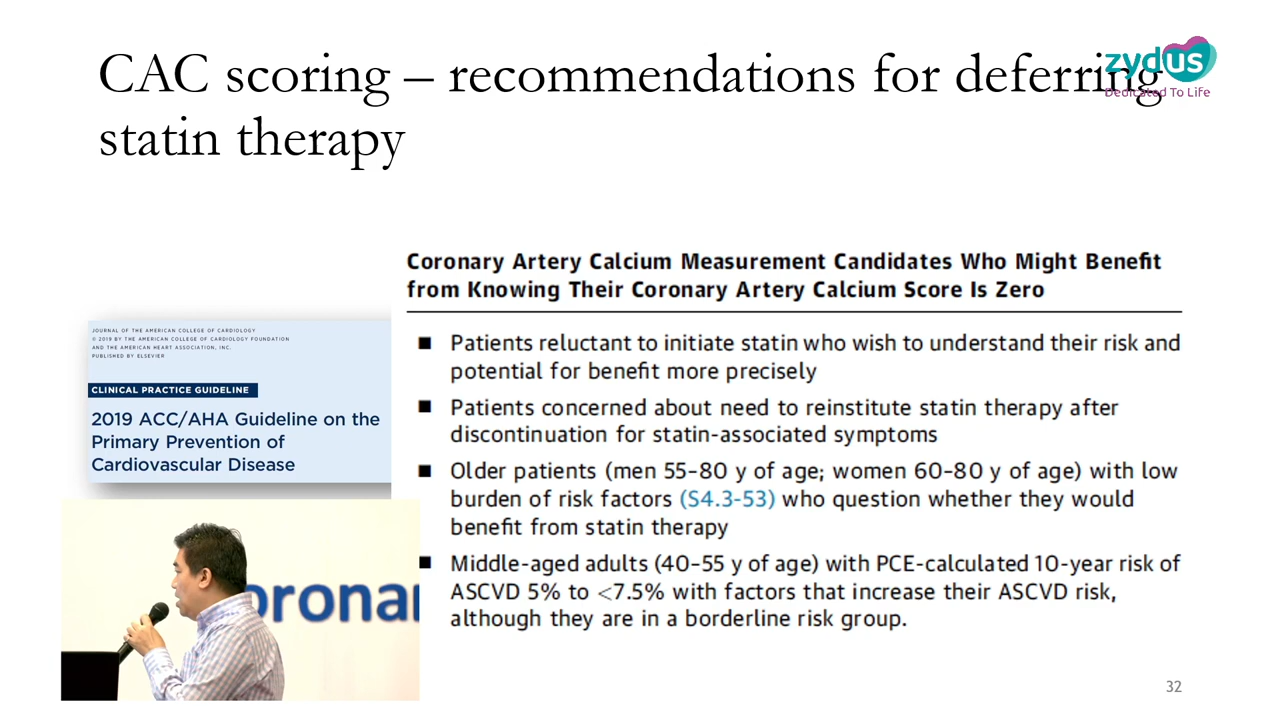 CAC scoring – recommendations for deferring
statin therapy
zydus
Dedicated To Life
Coronary Artery Calcium Measurement Candidates Who Might Benefit
from Knowing Their Coronary Artery Calcium Score Is Zero
■ Patients reluctant to initiate statin who wish to understand their risk and
potential for benefit more precisely
■ Patients concerned about need to reinstitute statin therapy after
discontinuation for statin-associated symptoms
■ Older patients (men 55–80 y of age; women 60–80 y of age) with low
burden of risk factors (S4.3-53) who question whether they would
benefit from statin therapy
■ Middle-aged adults (40–55 y of age) with PCE-calculated 10-year risk of
ASCVD 5% to <7.5% with factors that increase their ASCVD risk,
although they are in a borderline risk group.
JOURNAL OF THE AMERICAN COLLEGE OF CARDIOLOGY
© 2019 BY THE AMERICAN COLLEGE OF CARDIOLOGY FOUNDATION
AND THE AMERICAN HEART ASSOCIATION, INC.
PUBLISHED BY ELSEVIER
CLINICAL PRACTICE GUIDELINE
2019 ACC/AHA Guideline on the
Primary Prevention of
Cardiovascular Disease
oronar
32